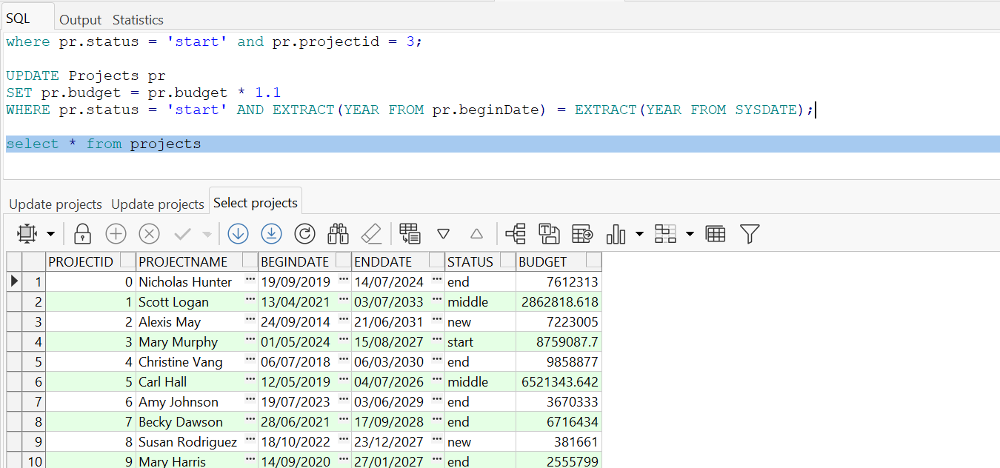 SQL Output Statistics
where pr.status = 'start' and pr.projectid = 3;
UPDATE Projects pr
SET pr.budget = pr.budget * 1.1
WHERE pr.status = 'start' AND EXTRACT(YEAR FROM pr.beginDate) = EXTRACT(YEAR FROM SYSDATE);
select * from projects
Update projects Update projects Select projects
PROJECTID PROJECTNAME BEGINDATE ENDDATE STATUS BUDGET
1 0 Nicholas Hunter ... 19/09/2019 ... 14/07/2024 ... end 7612313
2 1 Scott Logan ... 13/04/2021 ... 03/07/2033 ... middle 2862818.618
3 2 Alexis May ... 24/09/2014 ... 21/06/2031 ... new 7223005
4 3 Mary Murphy ... 01/05/2024 ... 15/08/2027 ... start 8759087.7
5 4 Christine Vang ... 06/07/2018 ... 06/03/2030 ... end 9858877
6 5 Carl Hall ... 12/05/2019 ... 04/07/2026 ... middle 6521343.642
7 6 Amy Johnson ... 19/07/2023 ... 03/06/2029 ... end 3670333
8 7 Becky Dawson ... 28/06/2021 ... 17/09/2028 ... end 6716434
9 8 Susan Rodriguez ... 18/10/2022 ... 23/12/2027 ... new 381661
10 9 Mary Harris ... 14/09/2020 ... 27/01/2027 ... end 2555799